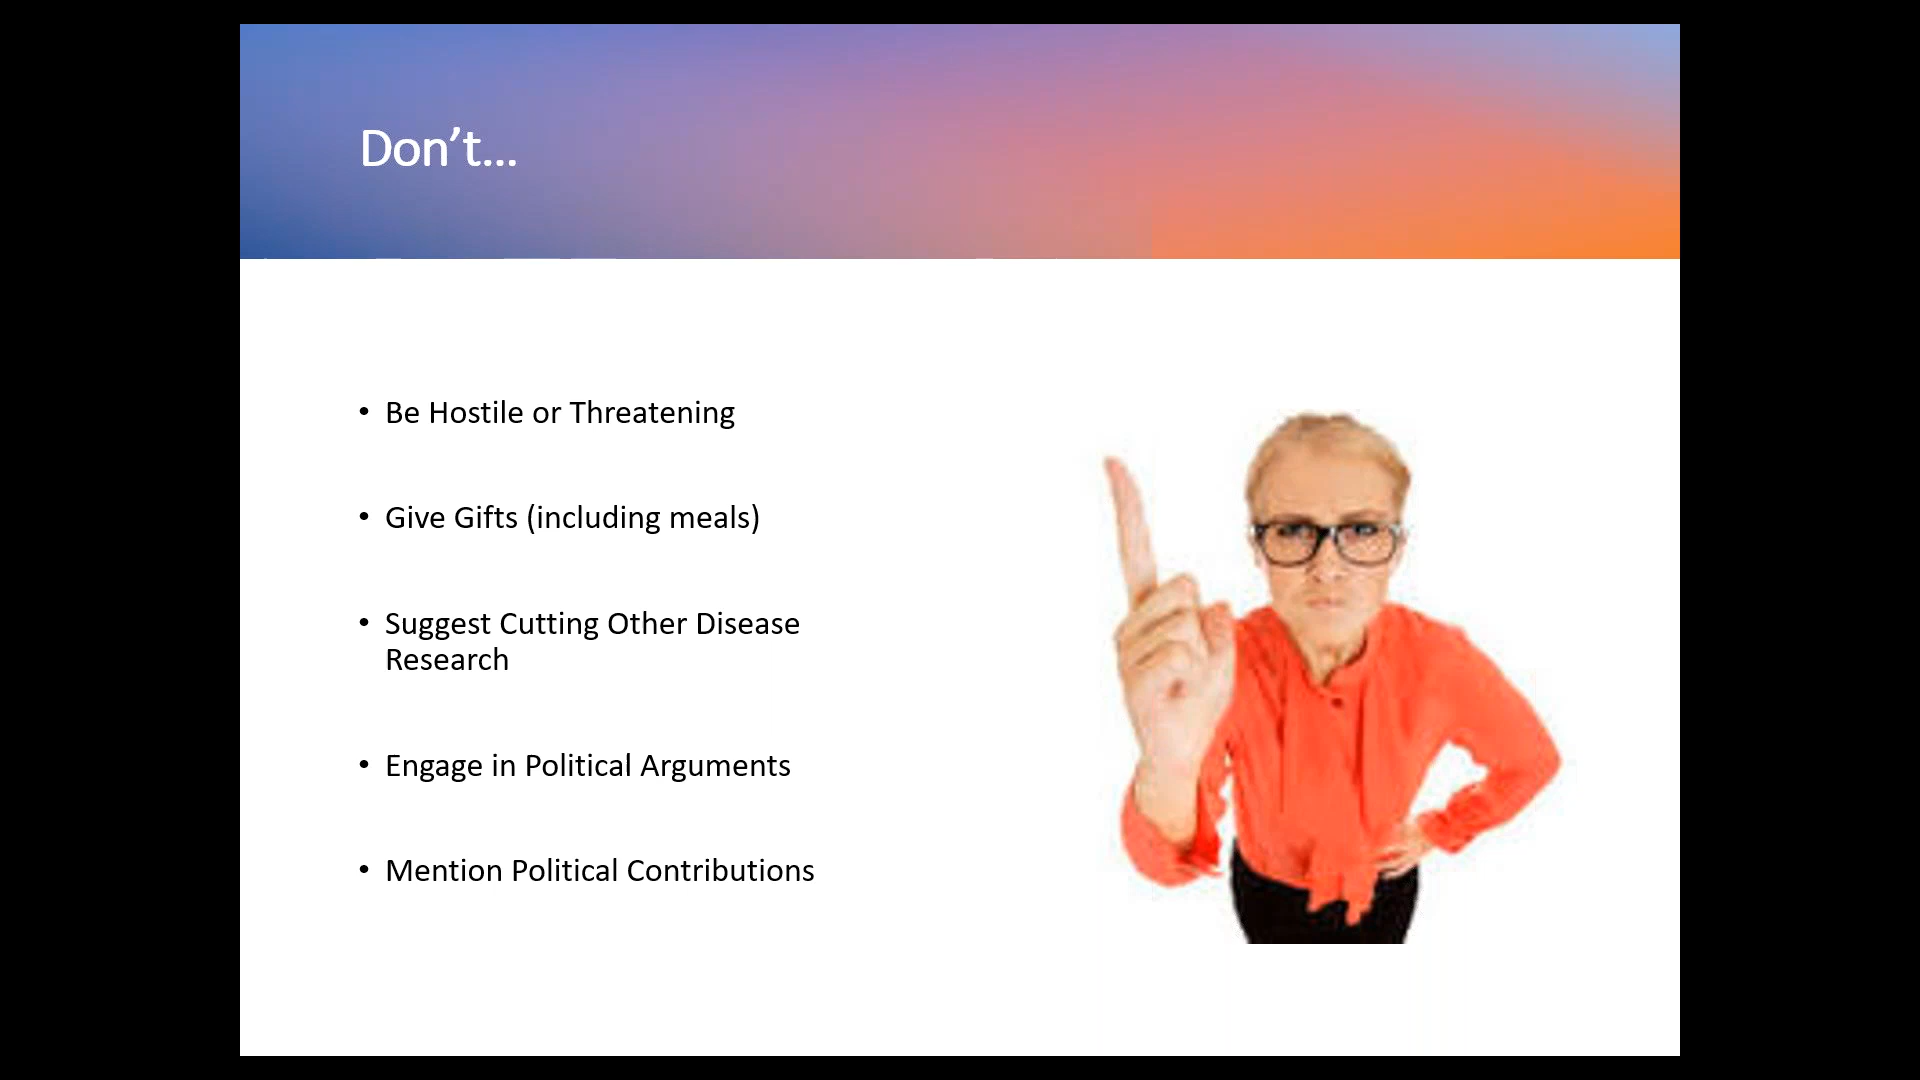 Don’t…
• Be Hostile or Threatening
• Give Gifts (including meals)
• Suggest Cutting Other Disease
Research
• Engage in Political Arguments
• Mention Political Contributions